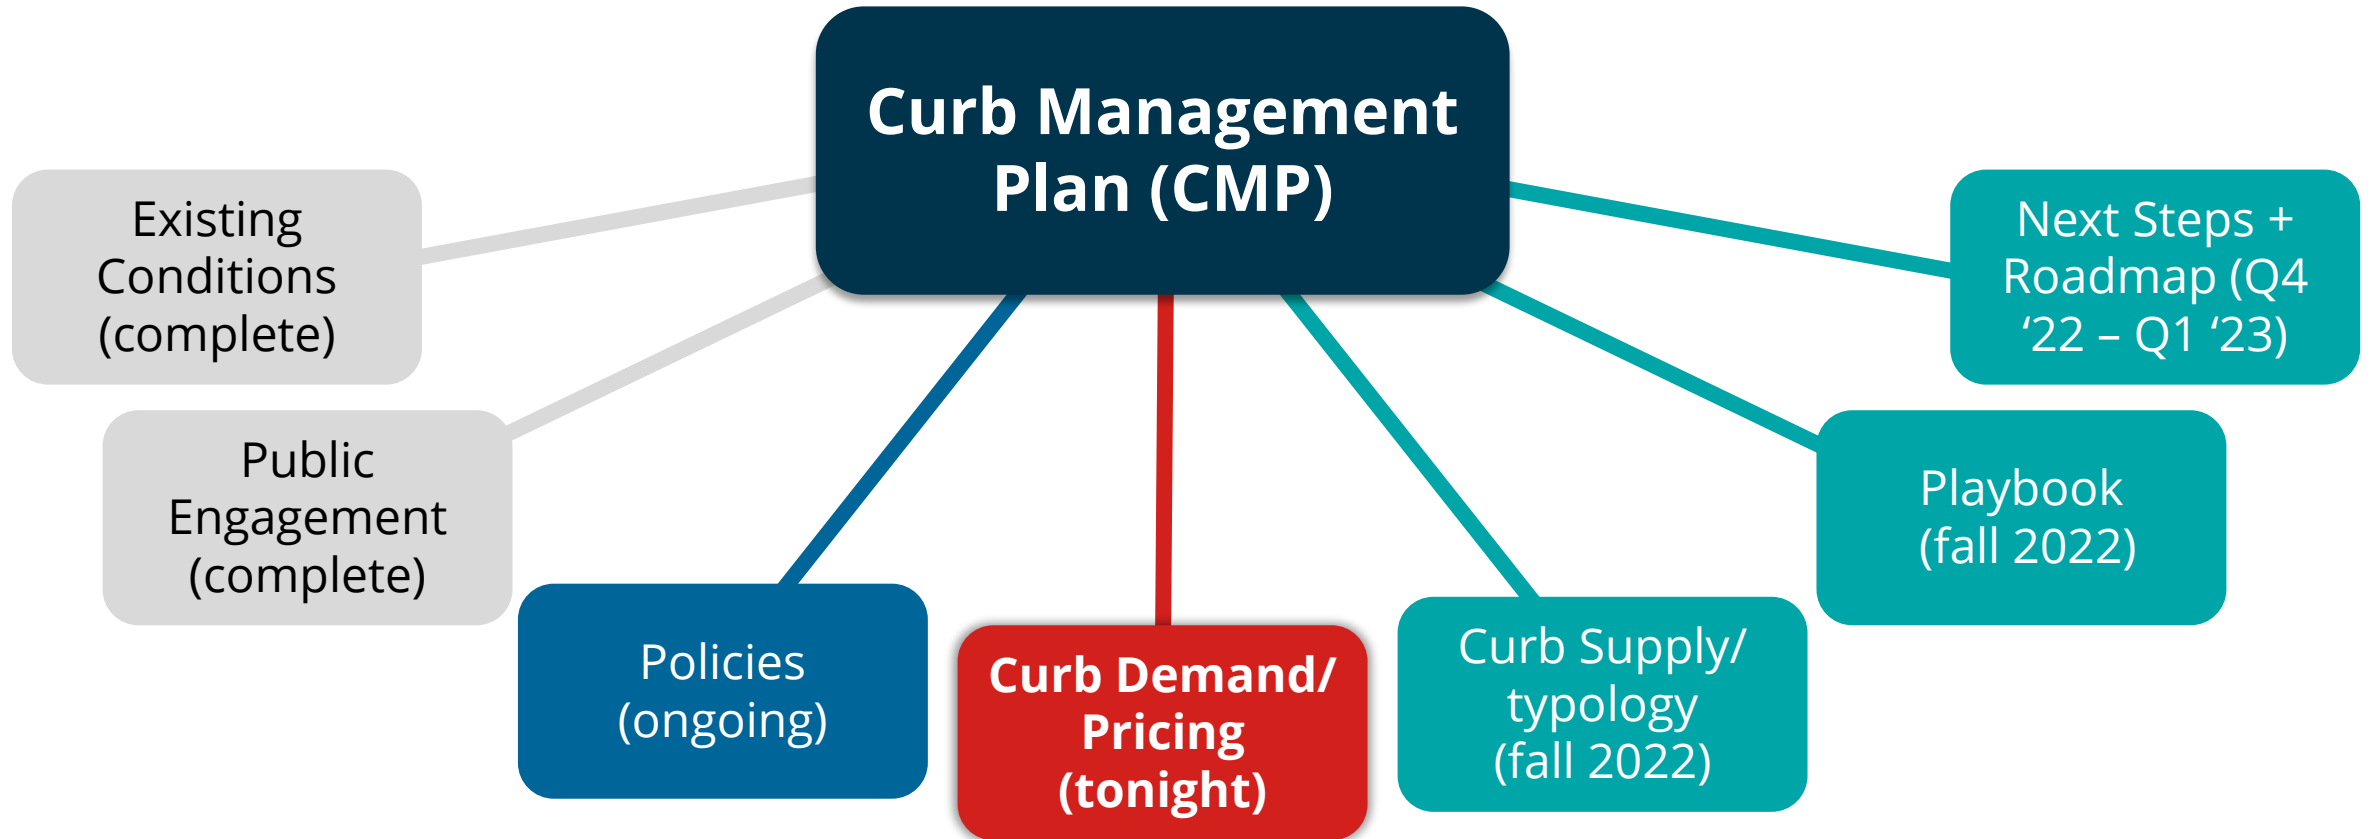 Curb Management
Plan (CMP)
Existing
Conditions
(complete)
Public
Engagement
(complete)
Policies
(ongoing)
Curb Demand/
Pricing
(tonight)
Curb Supply/
typology
(fall 2022)
Playbook
(fall 2022)
Next Steps +
Roadmap (Q4
‘22 – Q1 ‘23)